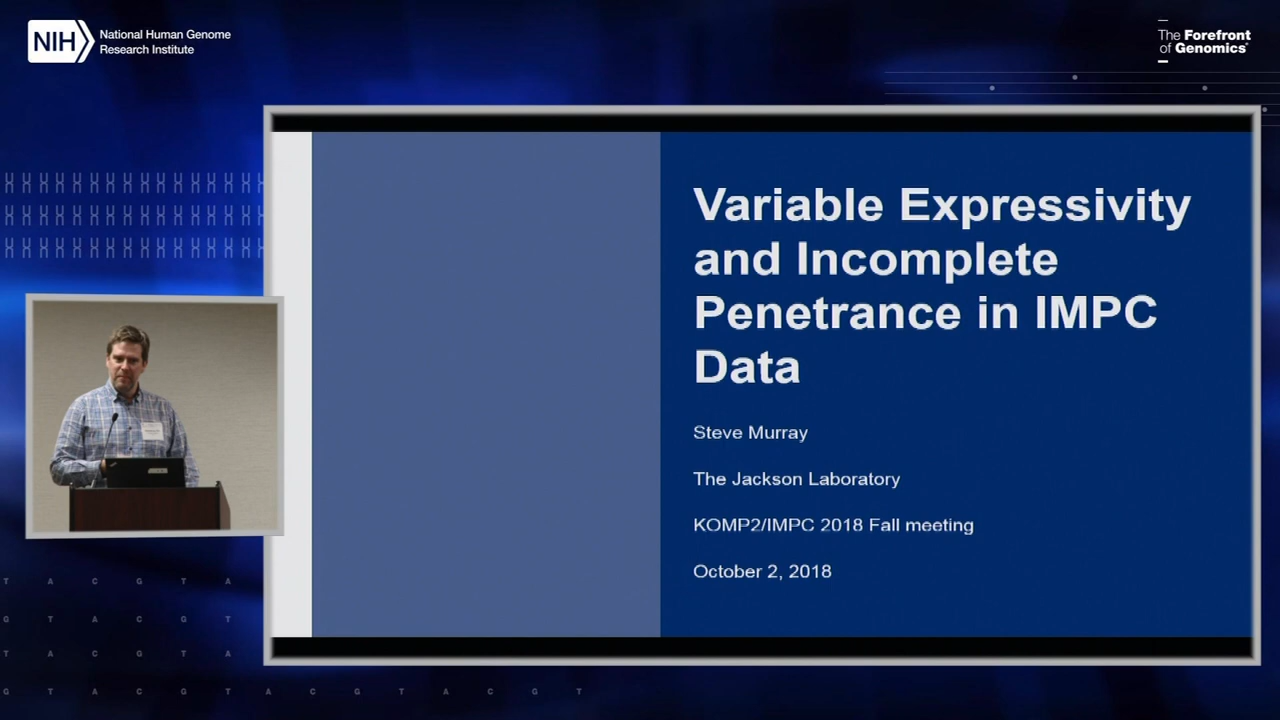 NIH
National Human Genome
Research Institute
The Forefront
of Genomics
Variable Expressivity
and Incomplete
Penetrance in IMPC
Data
Steve Murray
The Jackson Laboratory
KOMP2/IMPC 2018 Fall meeting
October 2, 2018
T A C G T A
G T A C G T
T A C G T A
G T A C G T A C G T A C G T